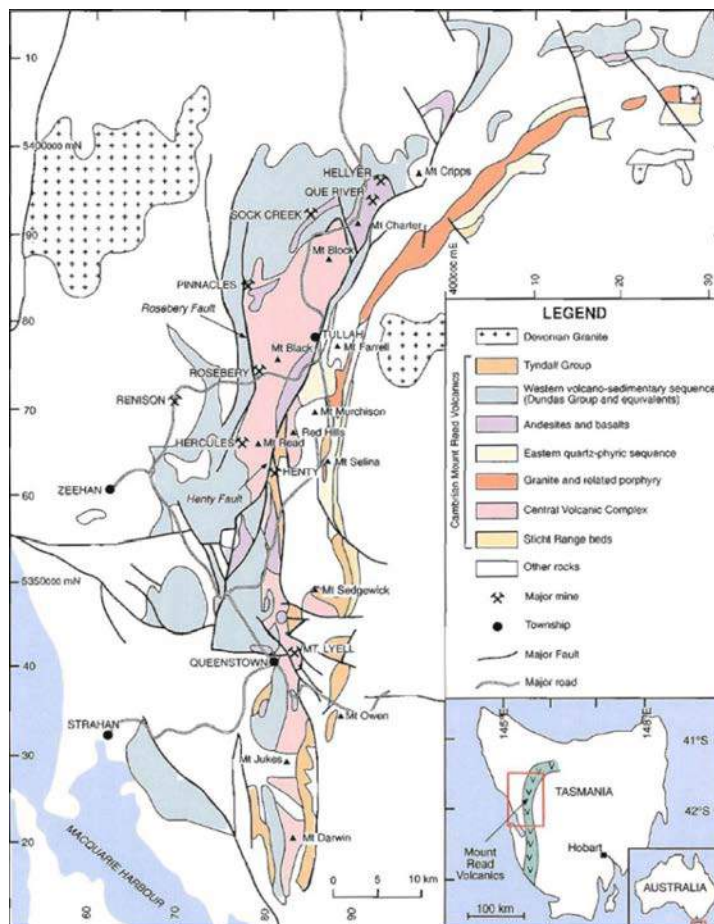 10
5400000 mN
90
80
70
60
5350000 mN
40
30
20
HELLYER
Mt Cripps
QUE RIVER
SOCK CREEK
Mt Charter
Mt Block
PINNACLES
Rosebery Fault
TULLAH
Mt Black
Mt Farrell
ROSEBERY
RENISON
Mt Murchison
Red Hills
HERCULES
Mt Read
Mt Selina
HENTY
ZEEHAN
Henty Fault
Mt Sedgewick
MT. LYELL
QUEENSTOWN
STRAHAN
Mt Owen
Mt Jukes
Mt Darwin
MACQUARIE HARBOUR
0
10 km
60
70
80
90
400000 mE
10
20
30
LEGEND
Devonian Granite
Cambrian Mount Read Volcanics
Tyndall Group
Western volcano-sedimentary sequence
(Dundas Group and equivalents)
Andesites and basalts
Eastern quartz-phyric sequence
Granite and related porphyry
Central Volcanic Complex
Sticht Range beds
Other rocks
Major mine
Township
Major Fault
Major road
145°E
148°E
41°S
TASMANIA
42°S
Mount
Read
Volcanics
Hobart
100 km
AUSTRALIA